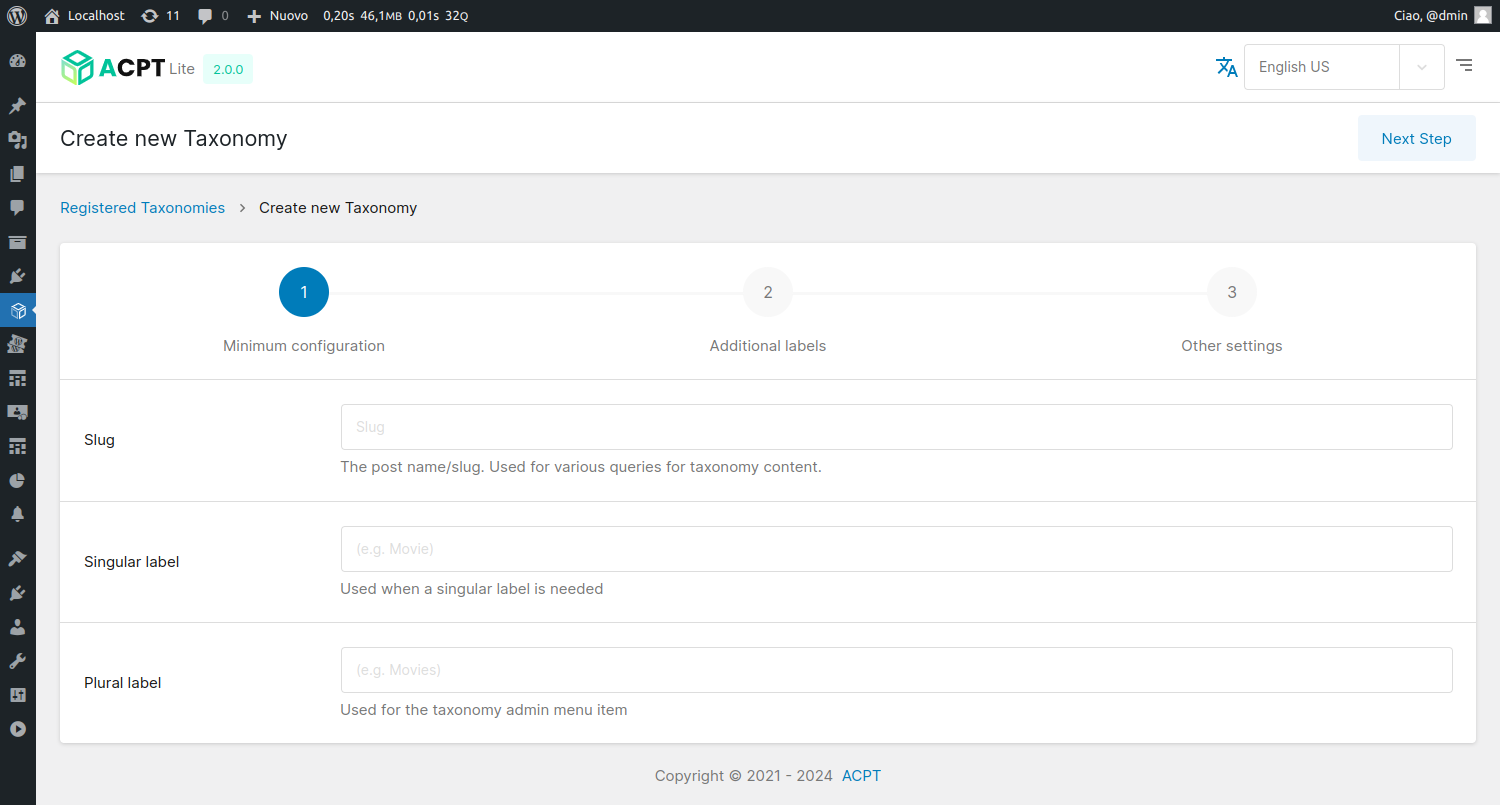 Localhost 11 0 Nuovo 0,20s 46,1MB 0,01s 32Q Ciao, @dmin
ACPT Lite 2.0.0 English US
Create new Taxonomy Next Step
Registered Taxonomies Create new Taxonomy
1 2 3
Minimum configuration Additional labels Other settings
Slug Slug
The post name/slug. Used for various queries for taxonomy content.
Singular label (e.g. Movie)
Used when a singular label is needed
Plural label (e.g. Movies)
Used for the taxonomy admin menu item
Copyright © 2021 - 2024 ACPT